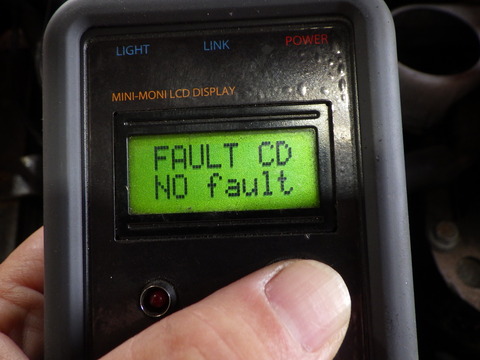 LIGHT LINK POWER
MINI-MONI LCD DISPLAY
FAULT CD
NO fault